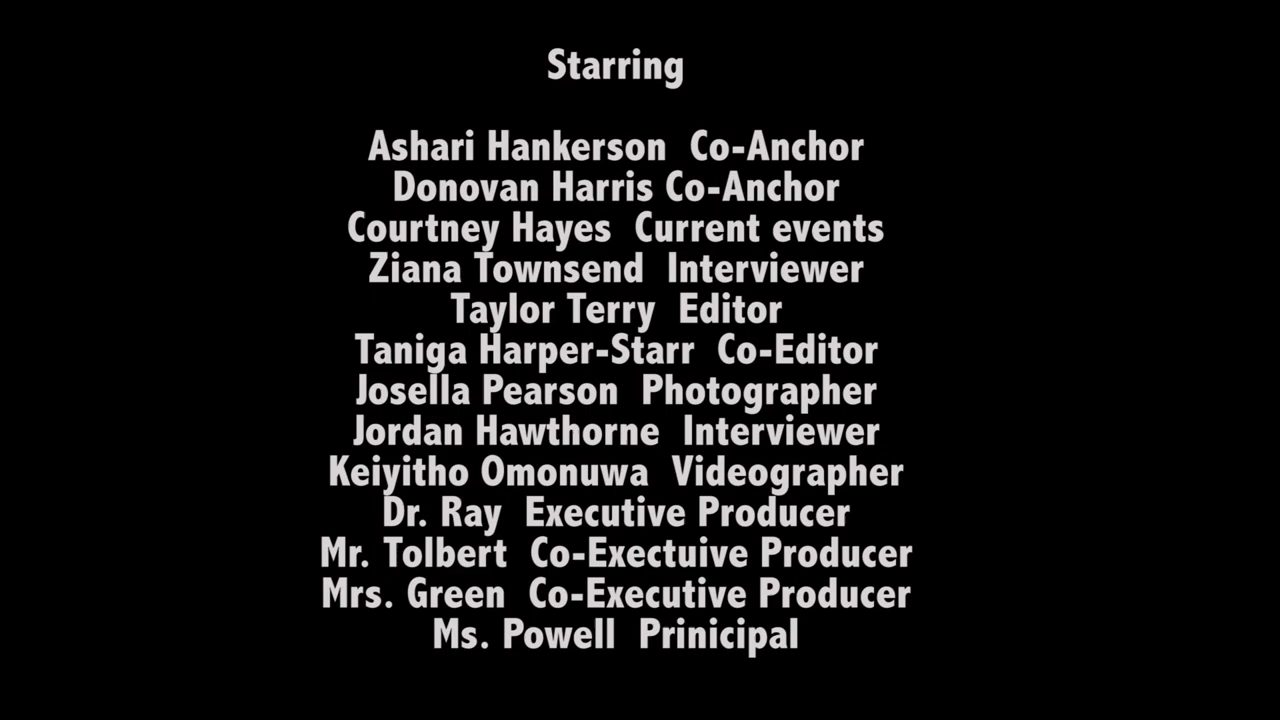 Starring
Ashari Hankerson  Co-Anchor
Donovan Harris Co-Anchor
Courtney Hayes  Current events
Ziana Townsend  Interviewer
Taylor Terry  Editor
Taniga Harper-Starr  Co-Editor
Josella Pearson  Photographer
Jordan Hawthorne  Interviewer
Keiyitho Omonuwa  Videographer
Dr. Ray  Executive Producer
Mr. Tolbert  Co-Exectuive Producer
Mrs. Green  Co-Executive Producer
Ms. Powell  Prinicipal